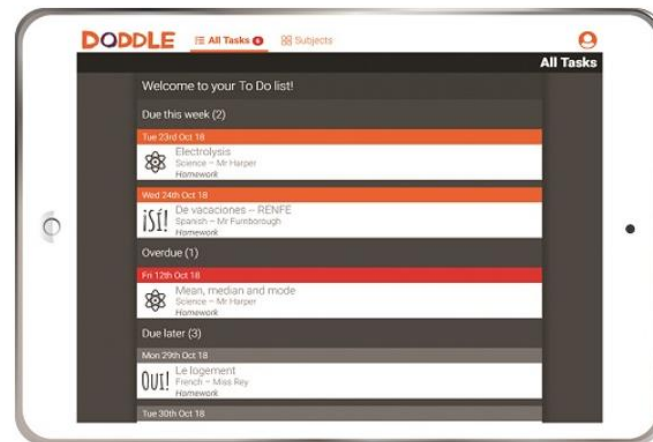 DODDLE All Tasks 6 Subjects
All Tasks
Welcome to your To Do list!
Due this week (2)
Tue 23rd Oct 18
Electrolysis
Science – Mr Harper
Homework
Wed 24th Oct 18
¡Sí!
De vacaciones – RENFE
Spanish – Mr Furnborough
Homework
Overdue (1)
Fri 12th Oct 18
Mean, median and mode
Science – Mr Harper
Homework
Due later (3)
Mon 29th Oct 18
OUI!
Le logement
French – Miss Rey
Homework
Tue 30th Oct 18